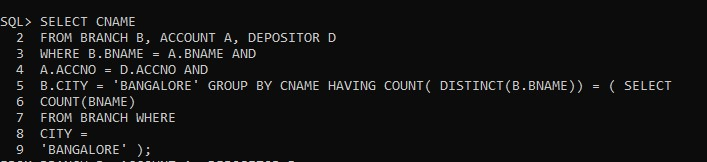 SQL> SELECT CNAME
2 FROM BRANCH B, ACCOUNT A, DEPOSITOR D
3 WHERE B.BNAME = A.BNAME AND
4 A.ACCNO = D.ACCNO AND
5 B.CITY = 'BANGALORE' GROUP BY CNAME HAVING COUNT( DISTINCT(B.BNAME)) = ( SELECT
6 COUNT(BNAME)
7 FROM BRANCH WHERE
8 CITY =
9 'BANGALORE' );